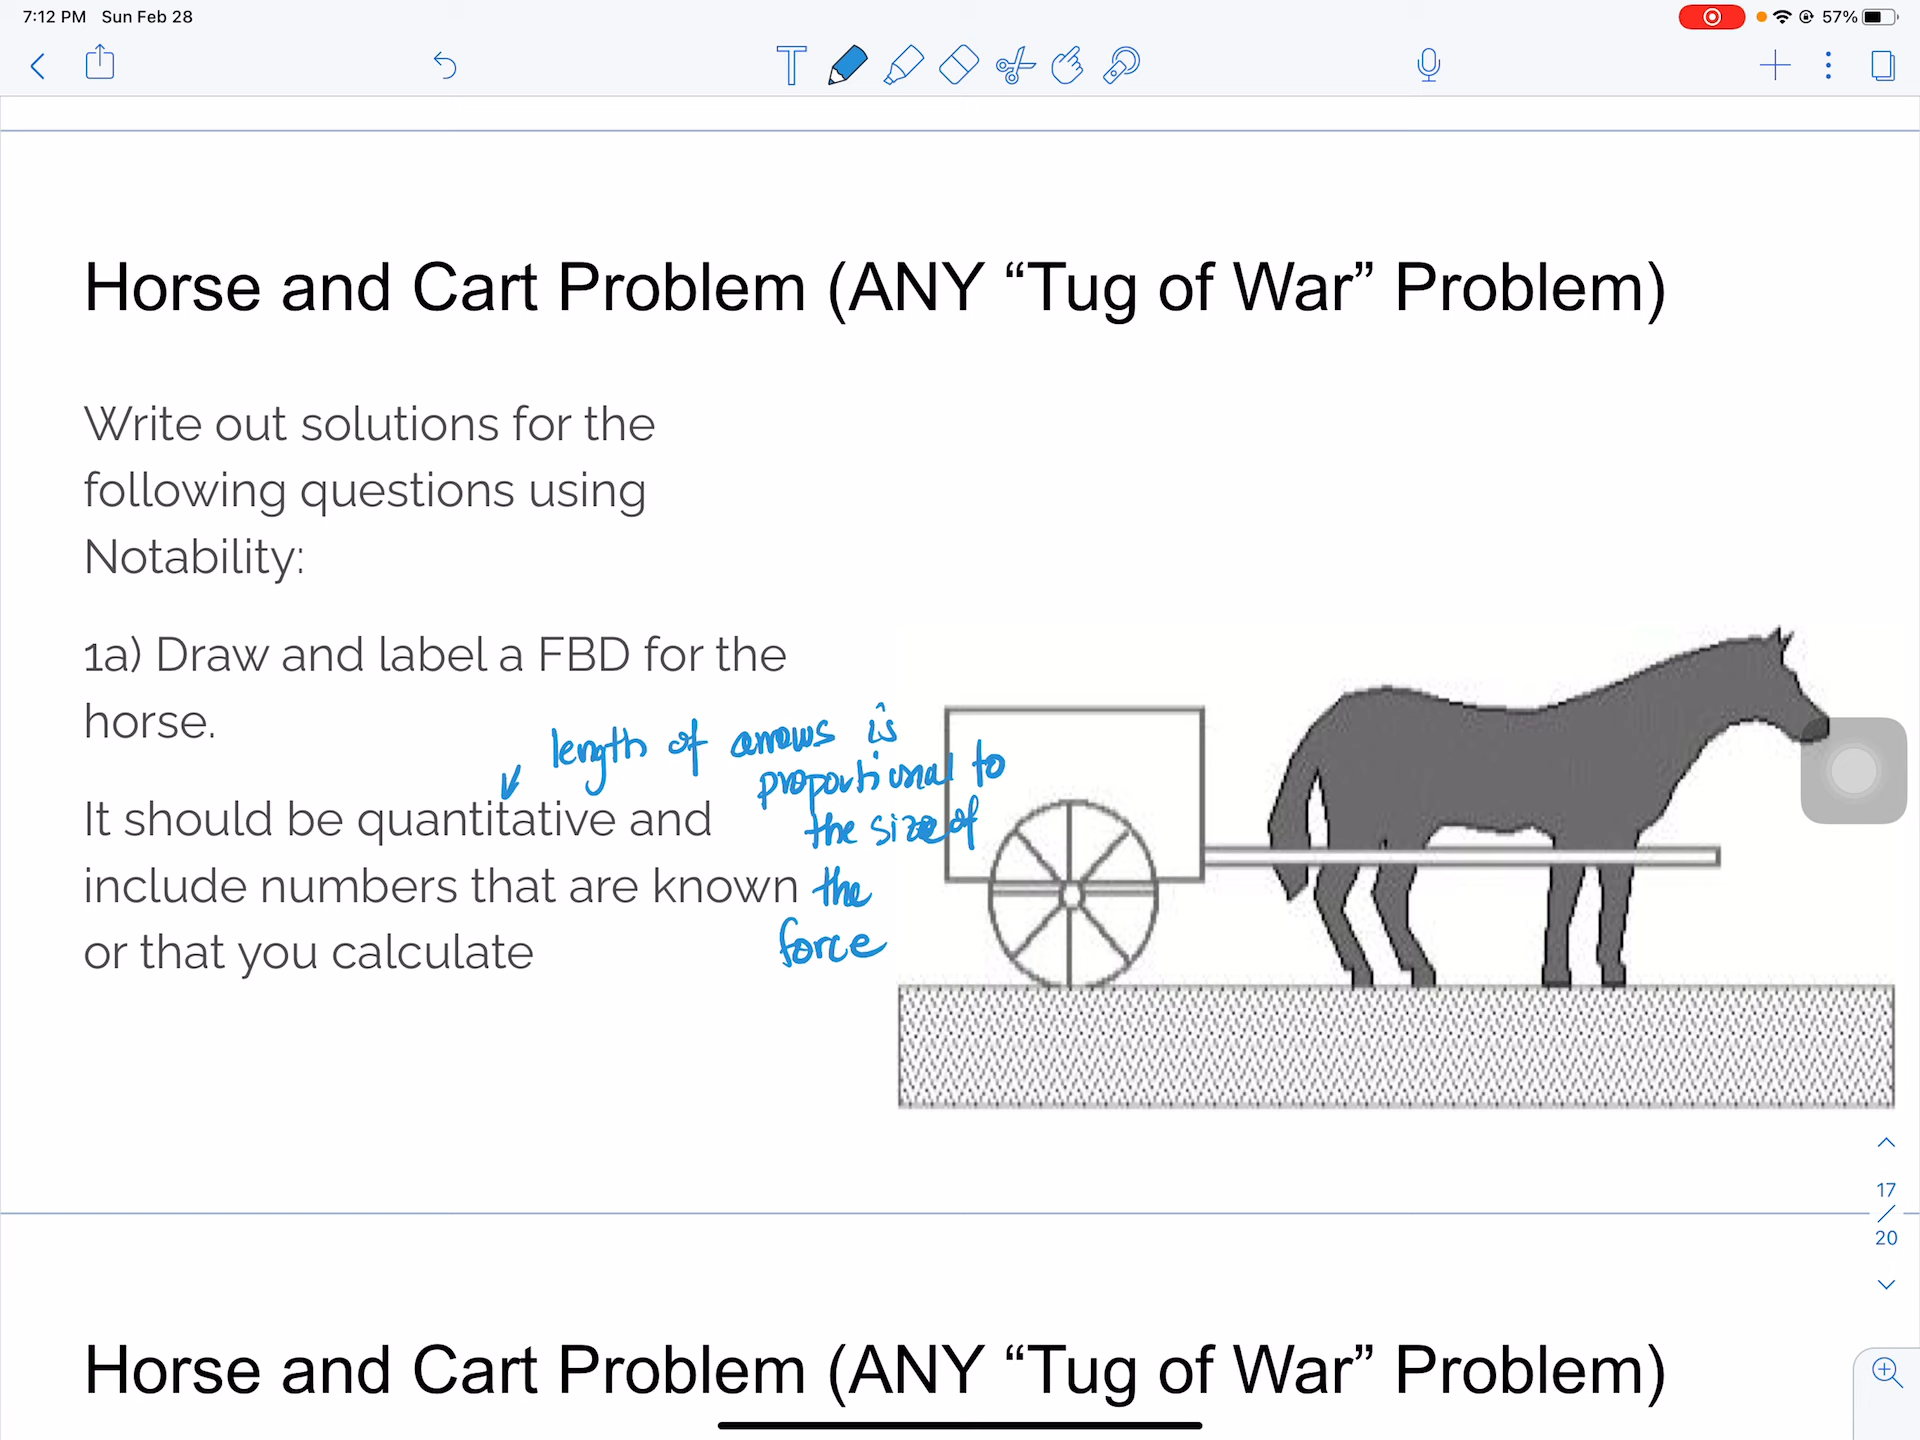 7:12 PM Sun Feb 28
57%
Horse and Cart Problem (ANY “Tug of War” Problem)
Write out solutions for the
following questions using
Notability:
1a) Draw and label a FBD for the
horse.
length of arrows is
proportional to
the size of
the
force
It should be quantitative and
include numbers that are known
or that you calculate
17
/
20
Horse and Cart Problem (ANY “Tug of War” Problem)